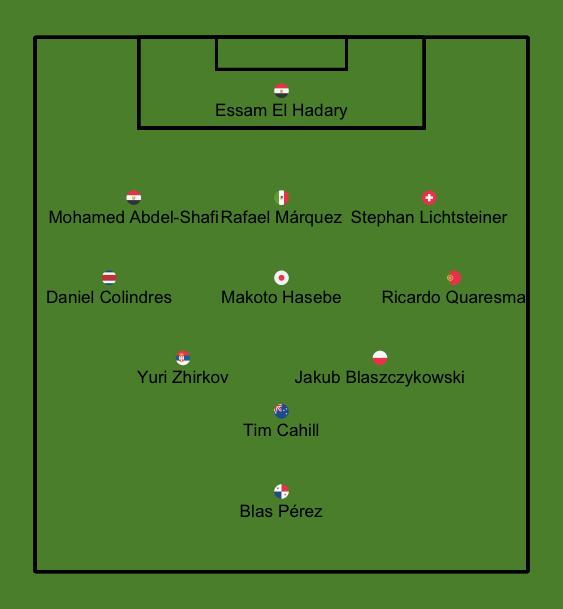 Essam El Hadary
Mohamed Abdel-Shafi Rafael Márquez Stephan Lichtsteiner
Daniel Colindres Makoto Hasebe Ricardo Quaresma
Yuri Zhirkov Jakub Blaszczykowski
Tim Cahill
Blas Pérez